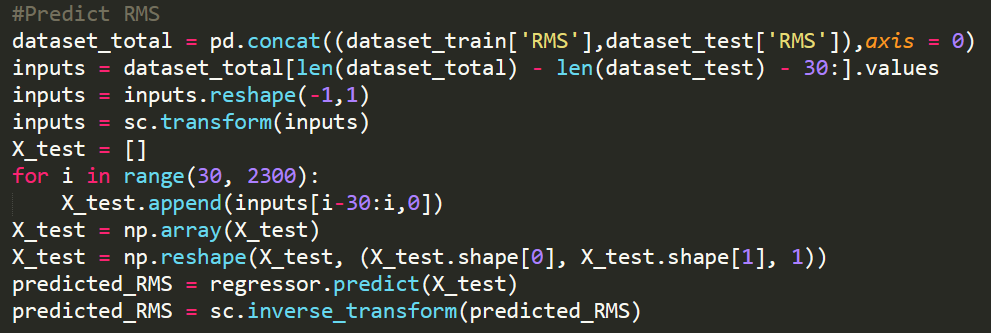 #Predict RMS
dataset_total = pd.concat((dataset_train['RMS'],dataset_test['RMS']),axis = 0)
inputs = dataset_total[len(dataset_total) - len(dataset_test) - 30:].values
inputs = inputs.reshape(-1,1)
inputs = sc.transform(inputs)
X_test = []
for i in range(30, 2300):
    X_test.append(inputs[i-30:i,0])
X_test = np.array(X_test)
X_test = np.reshape(X_test, (X_test.shape[0], X_test.shape[1], 1))
predicted_RMS = regressor.predict(X_test)
predicted_RMS = sc.inverse_transform(predicted_RMS)